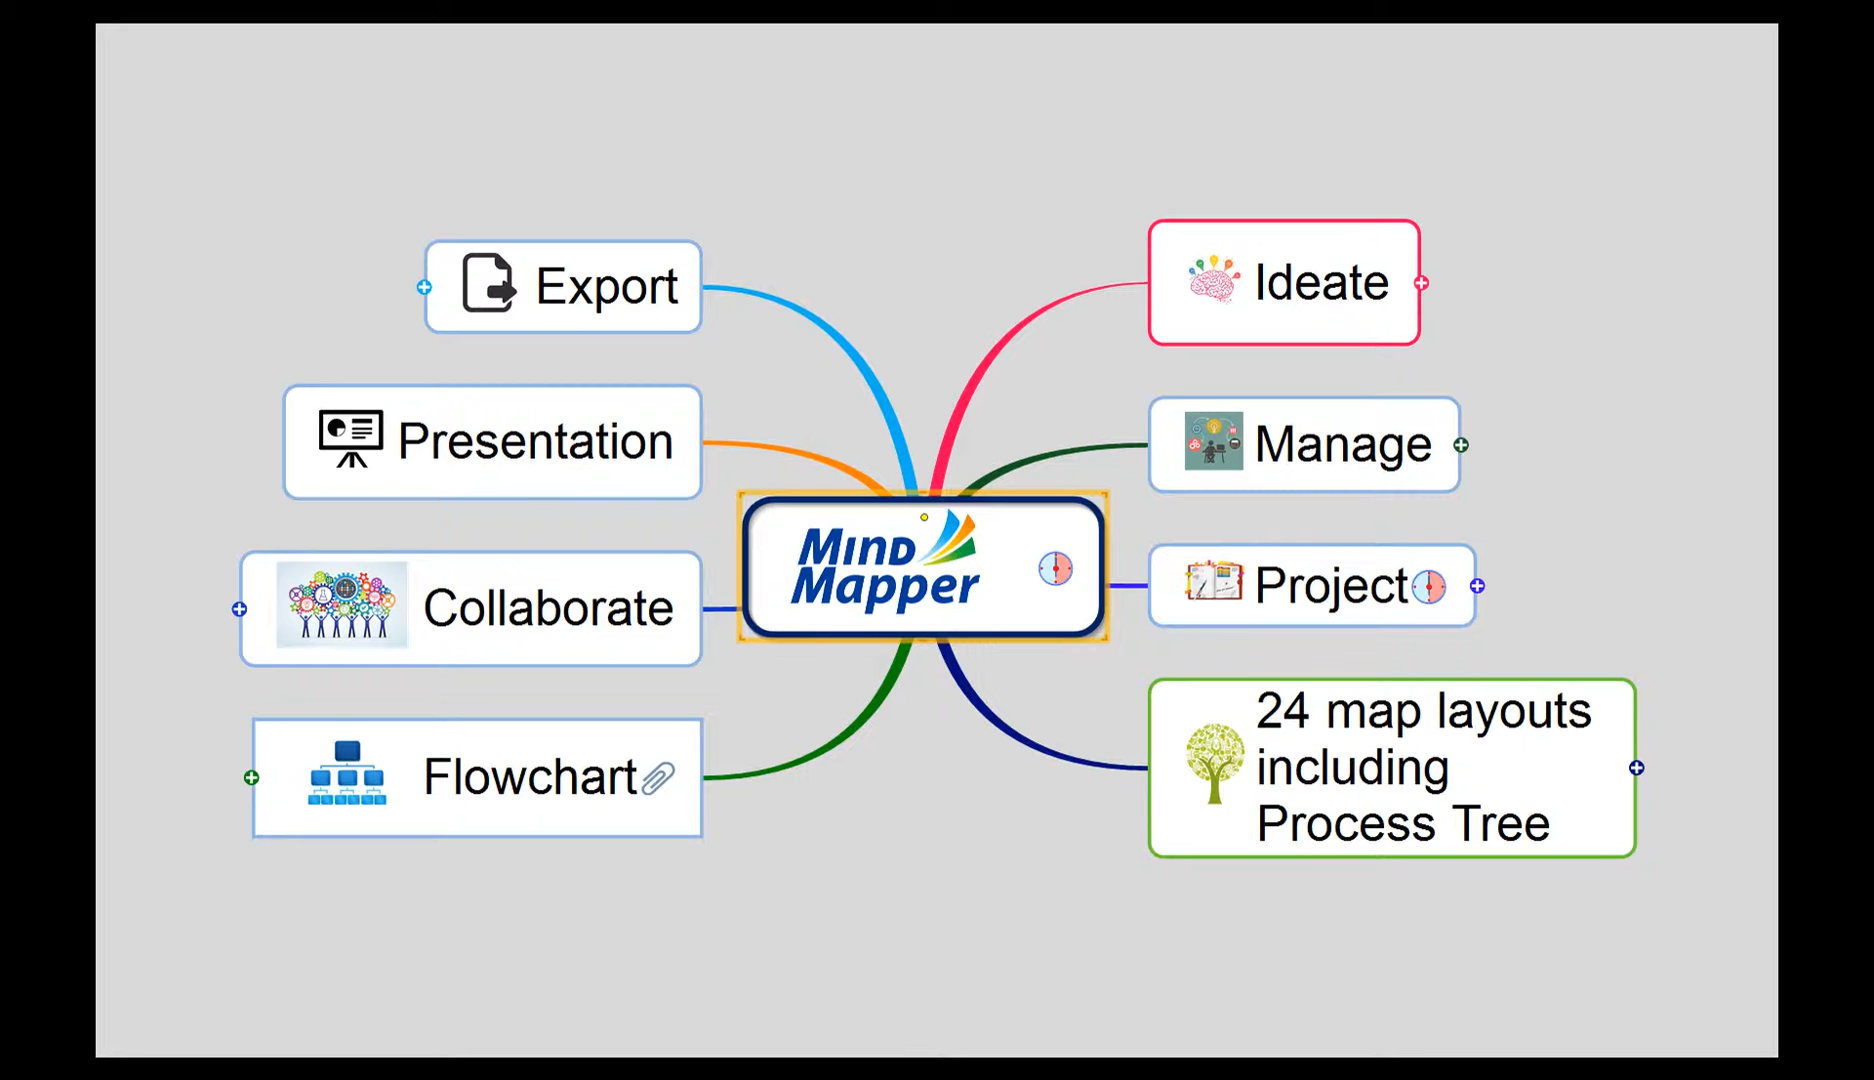 Export
Ideate
Presentation
Manage
MIND
MAPPER
Project
Collaborate
24 map layouts
including
Process Tree
Flowchart